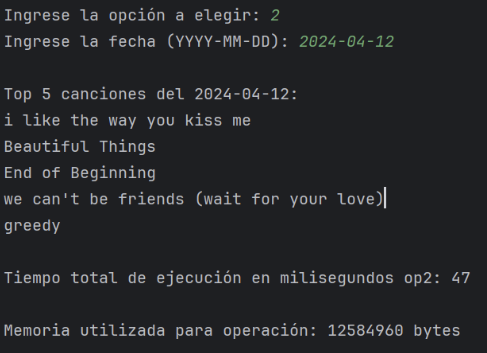 Ingrese la opción a elegir: 2
Ingrese la fecha (YYYY-MM-DD): 2024-04-12
Top 5 canciones del 2024-04-12:
i like the way you kiss me
Beautiful Things
End of Beginning
we can't be friends (wait for your love)
greedy
Tiempo total de ejecución en milisegundos op2: 47
Memoria utilizada para operación: 12584960 bytes